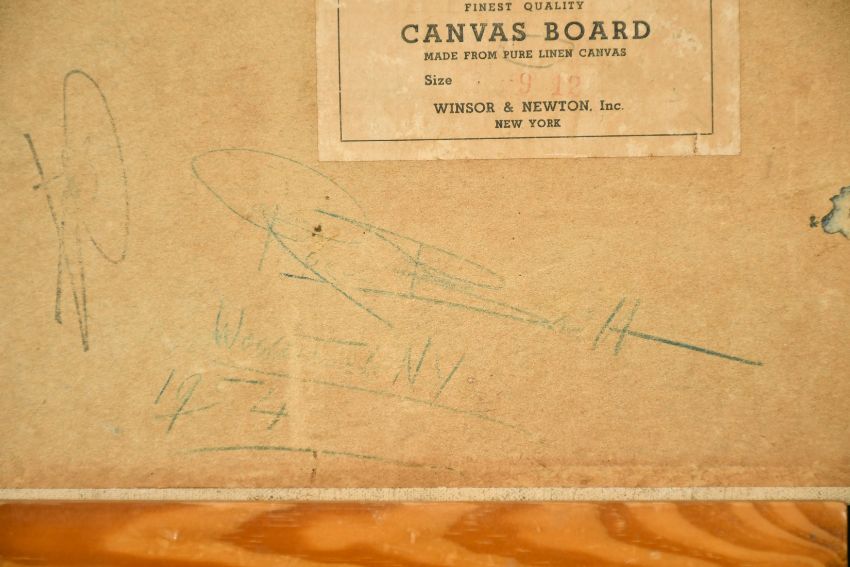 FINEST QUALITY
CANVAS BOARD
MADE FROM PURE LINEN CANVAS
Size 9 12
WINSOR & NEWTON, Inc.
NEW YORK
NY
1954